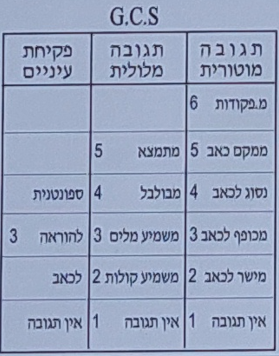 G.C.S
תגובה מוטורית תגובה מלולית פקיחת עיניים
מ.פקודות 6
ממקם כאב 5 מתמצא 5
נסוג לכאב 4 מבולבל 4 ספונטנית
מכופף לכאב 3 משמיע מלים 3 להוראה 3
מישר לכאב 2 משמיע קולות 2 לכאב
אין תגובה 1 אין תגובה 1 אין תגובה